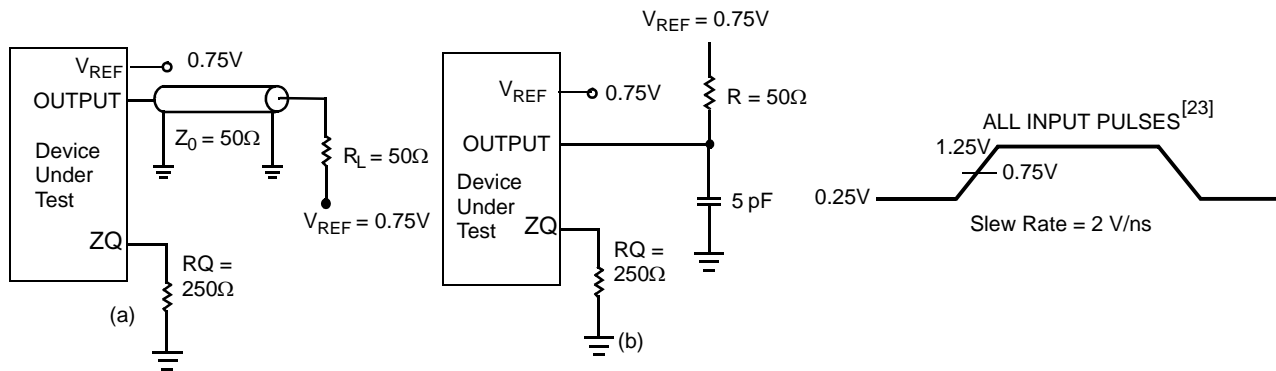 V_REF 0.75V
OUTPUT
Z_0 = 50Ω
Device
Under
Test
R_L = 50Ω
V_REF = 0.75V
ZQ
RQ =
250Ω
(a)
V_REF = 0.75V
R = 50Ω
V_REF 0.75V
OUTPUT
Device
Under
Test
5 pF
ZQ
RQ =
250Ω
(b)
ALL INPUT PULSES[23]
1.25V
0.75V
0.25V
Slew Rate = 2 V/ns